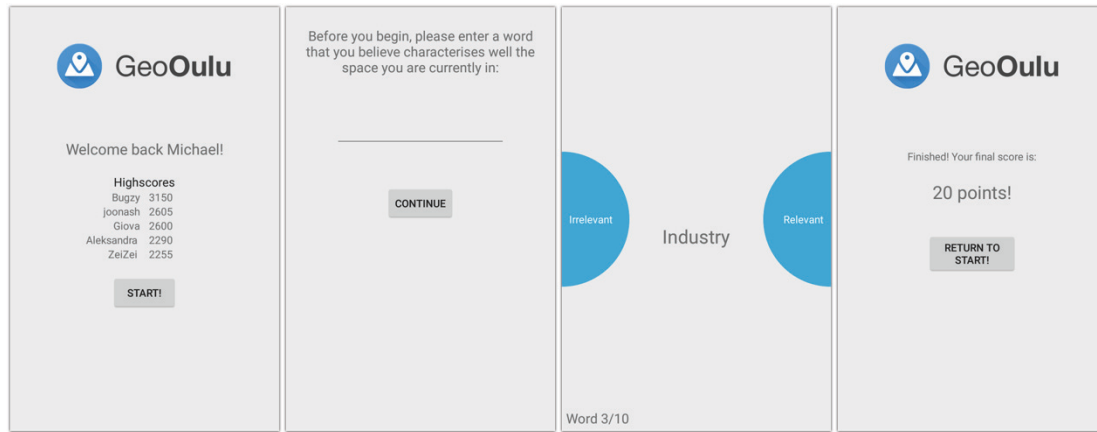 GeoOulu
Welcome back Michael!
Highscores
Bugzy 3150
joonash 2605
Giova 2600
Aleksandra 2290
ZeiZei 2255
START!
Before you begin, please enter a word
that you believe characterises well the
space you are currently in:
CONTINUE
Irrelevant
Industry
Relevant
Word 3/10
GeoOulu
Finished! Your final score is:
20 points!
RETURN TO
START!